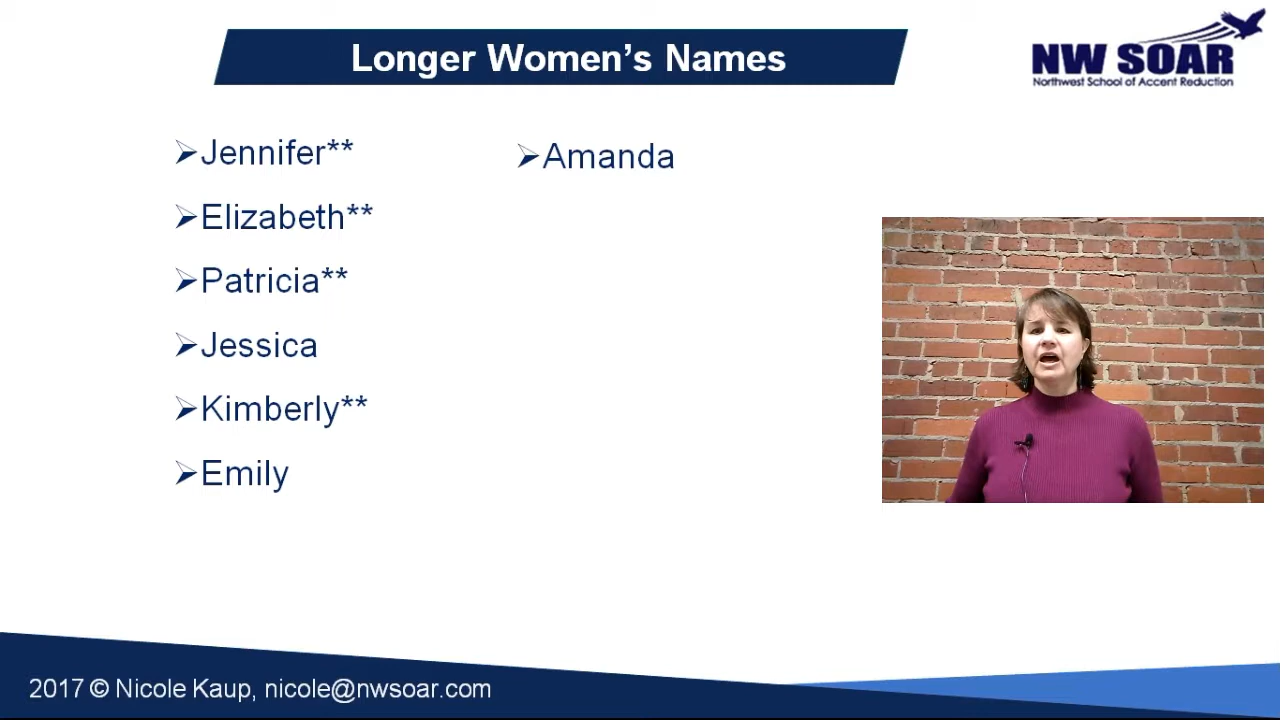 Longer Women’s Names
NW SOAR
Northwest School of Accent Reduction
Jennifer**
Elizabeth**
Patricia**
Jessica
Kimberly**
Emily
Amanda
2017 © Nicole Kaup, nicole@nwsoar.com